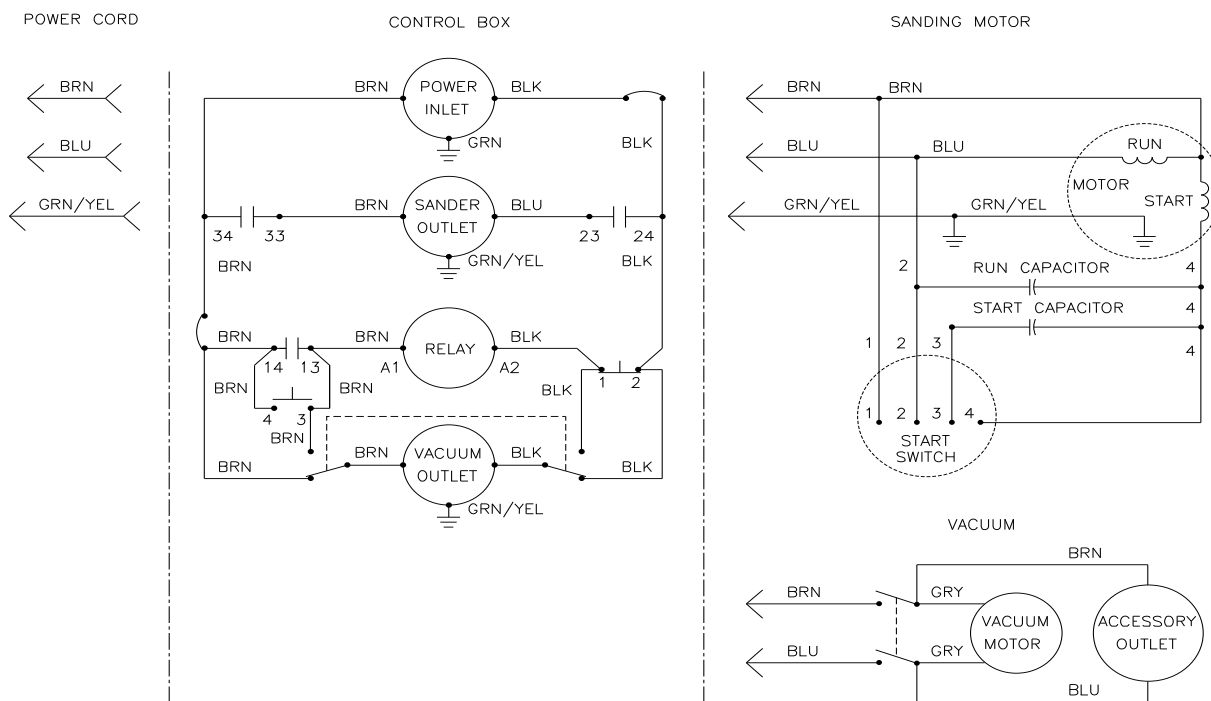 POWER CORD
CONTROL BOX
SANDING MOTOR
BRN
BLU
GRN/YEL
BRN
POWER
INLET
BLK
GRN
BLK
BRN
SANDER
OUTLET
BLU
34
33
23
24
GRN/YEL
BRN
BLK
BRN
BRN
RELAY
BLK
14
13
A1
A2
1
2
BRN
BRN
BLK
4
3
BRN
BRN
BRN
VACUUM
OUTLET
BLK
BLK
GRN/YEL
BRN
BRN
BLU
BLU
RUN
MOTOR
START
GRN/YEL
GRN/YEL
2
RUN CAPACITOR
4
START CAPACITOR
4
1
2
3
4
1
2
3
4
START
SWITCH
VACUUM
BRN
BRN
GRY
VACUUM
MOTOR
ACCESSORY
OUTLET
BLU
GRY
BLU